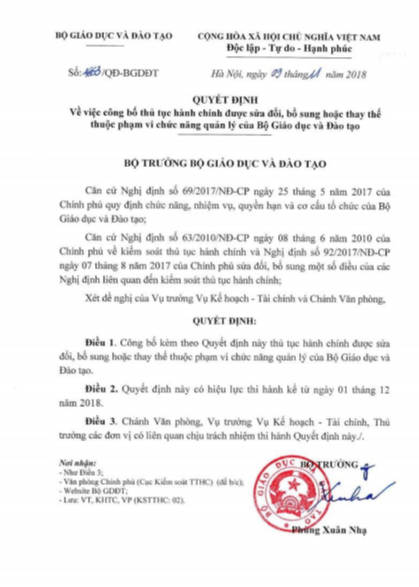 BỘ GIÁO DỤC VÀ ĐÀO TẠO
CỘNG HÒA XÃ HỘI CHỦ NGHĨA VIỆT NAM
Độc lập - Tự do - Hạnh phúc
Số: /QĐ-BGDĐT
Hà Nội, ngày 09 tháng 11 năm 2018
QUYẾT ĐỊNH
Về việc công bố thủ tục hành chính được sửa đổi, bổ sung hoặc thay thế
thuộc phạm vi chức năng quản lý của Bộ Giáo dục và Đào tạo
BỘ TRƯỞNG BỘ GIÁO DỤC VÀ ĐÀO TẠO
Căn cứ Nghị định số 69/2017/NĐ-CP ngày 25 tháng 5 năm 2017 của
Chính phủ quy định chức năng, nhiệm vụ, quyền hạn và cơ cấu tổ chức của Bộ
Giáo dục và Đào tạo;
Căn cứ Nghị định số 63/2010/NĐ-CP ngày 08 tháng 6 năm 2010 của
Chính phủ về kiểm soát thủ tục hành chính và Nghị định số 92/2017/NĐ-CP
ngày 07 tháng 8 năm 2017 của Chính phủ sửa đổi, bổ sung một số điều của các
Nghị định liên quan đến kiểm soát thủ tục hành chính;
Xét đề nghị của Vụ trưởng Vụ Kế hoạch - Tài chính và Chánh Văn phòng,
QUYẾT ĐỊNH:
Điều 1. Công bố kèm theo Quyết định này thủ tục hành chính được sửa
đổi, bổ sung hoặc thay thế thuộc phạm vi chức năng quản lý của Bộ Giáo dục và
Đào tạo.
Điều 2. Quyết định này có hiệu lực thi hành kể từ ngày 01 tháng 12
năm 2018.
Điều 3. Chánh Văn phòng, Vụ trưởng Vụ Kế hoạch - Tài chính, Thủ
trưởng các đơn vị có liên quan chịu trách nhiệm thi hành Quyết định này./.
Nơi nhận:
- Như Điều 3;
- Văn phòng Chính phủ (Cục Kiểm soát TTHC) (để b/c);
- Website Bộ GDĐT;
- Lưu: VT, KHTC, VP (KSTTHC: 02).
BỘ TRƯỞNG
BỘ GIÁO DỤC VÀ ĐÀO TẠO
Phùng Xuân Nhạ